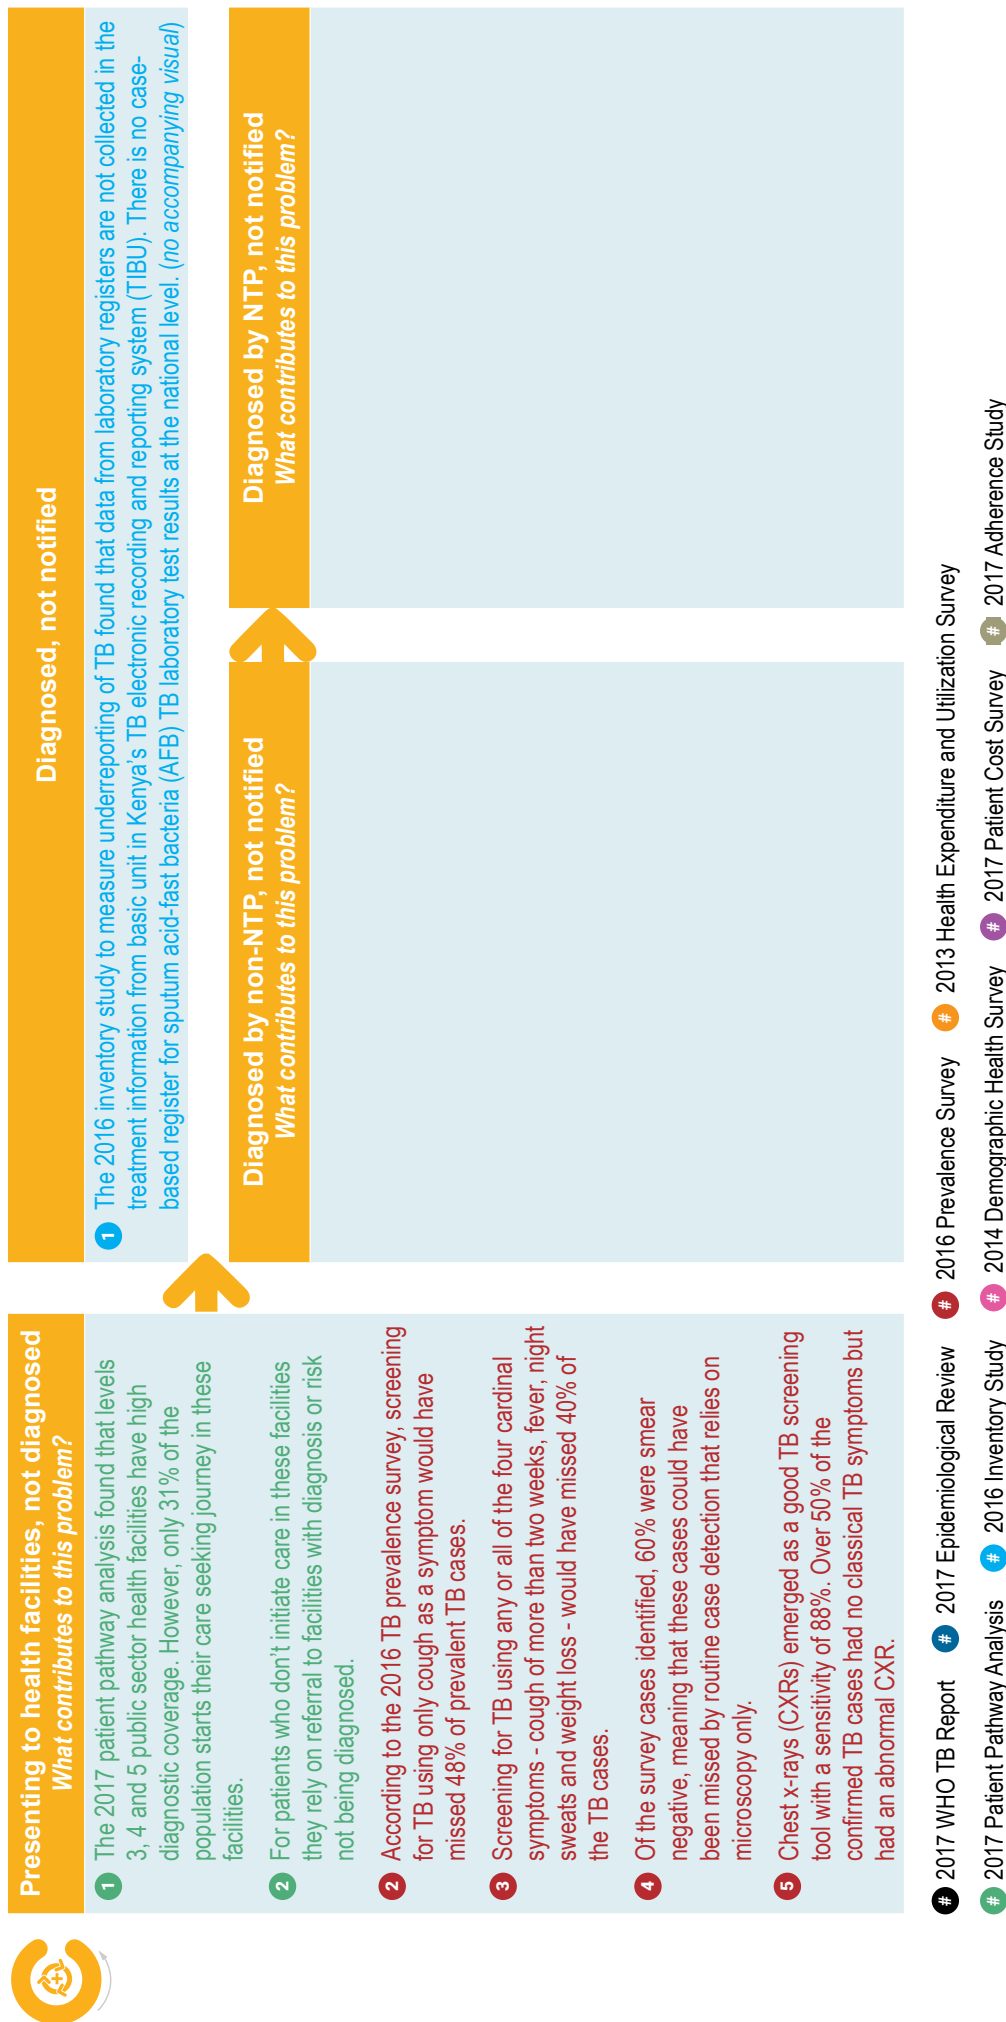 Presenting to health facilities, not diagnosed
What contributes to this problem?
1 The 2017 patient pathway analysis found that levels
3, 4 and 5 public sector health facilities have high
diagnostic coverage. However, only 31% of the
population starts their care seeking journey in these
facilities.
2 For patients who don't initiate care in these facilities
they rely on referral to facilities with diagnosis or risk
not being diagnosed.
2 According to the 2016 TB prevalence survey, screening
for TB using only cough as a symptom would have
missed 48% of prevalent TB cases.
3 Screening for TB using any or all of the four cardinal
symptoms - cough of more than two weeks, fever, night
sweats and weight loss - would have missed 40% of
the TB cases.
4 Of the survey cases identified, 60% were smear
negative, meaning that these cases could have
been missed by routine case detection that relies on
microscopy only.
5 Chest x-rays (CXRs) emerged as a good TB screening
tool with a sensitivity of 88%. Over 50% of the
confirmed TB cases had no classical TB symptoms but
had an abnormal CXR.
Diagnosed, not notified
1 The 2016 inventory study to measure underreporting of TB found that data from laboratory registers are not collected in the
treatment information from basic unit in Kenya's TB electronic recording and reporting system (TIBU). There is no case-
based register for sputum acid-fast bacteria (AFB) TB laboratory test results at the national level. (no accompanying visual)
Diagnosed by non-NTP, not notified
What contributes to this problem?
Diagnosed by NTP, not notified
What contributes to this problem?
# 2017 WHO TB Report # 2017 Epidemiological Review # 2016 Prevalence Survey # 2013 Health Expenditure and Utilization Survey
# 2017 Patient Pathway Analysis # 2016 Inventory Study # 2014 Demographic Health Survey # 2017 Patient Cost Survey # 2017 Adherence Study